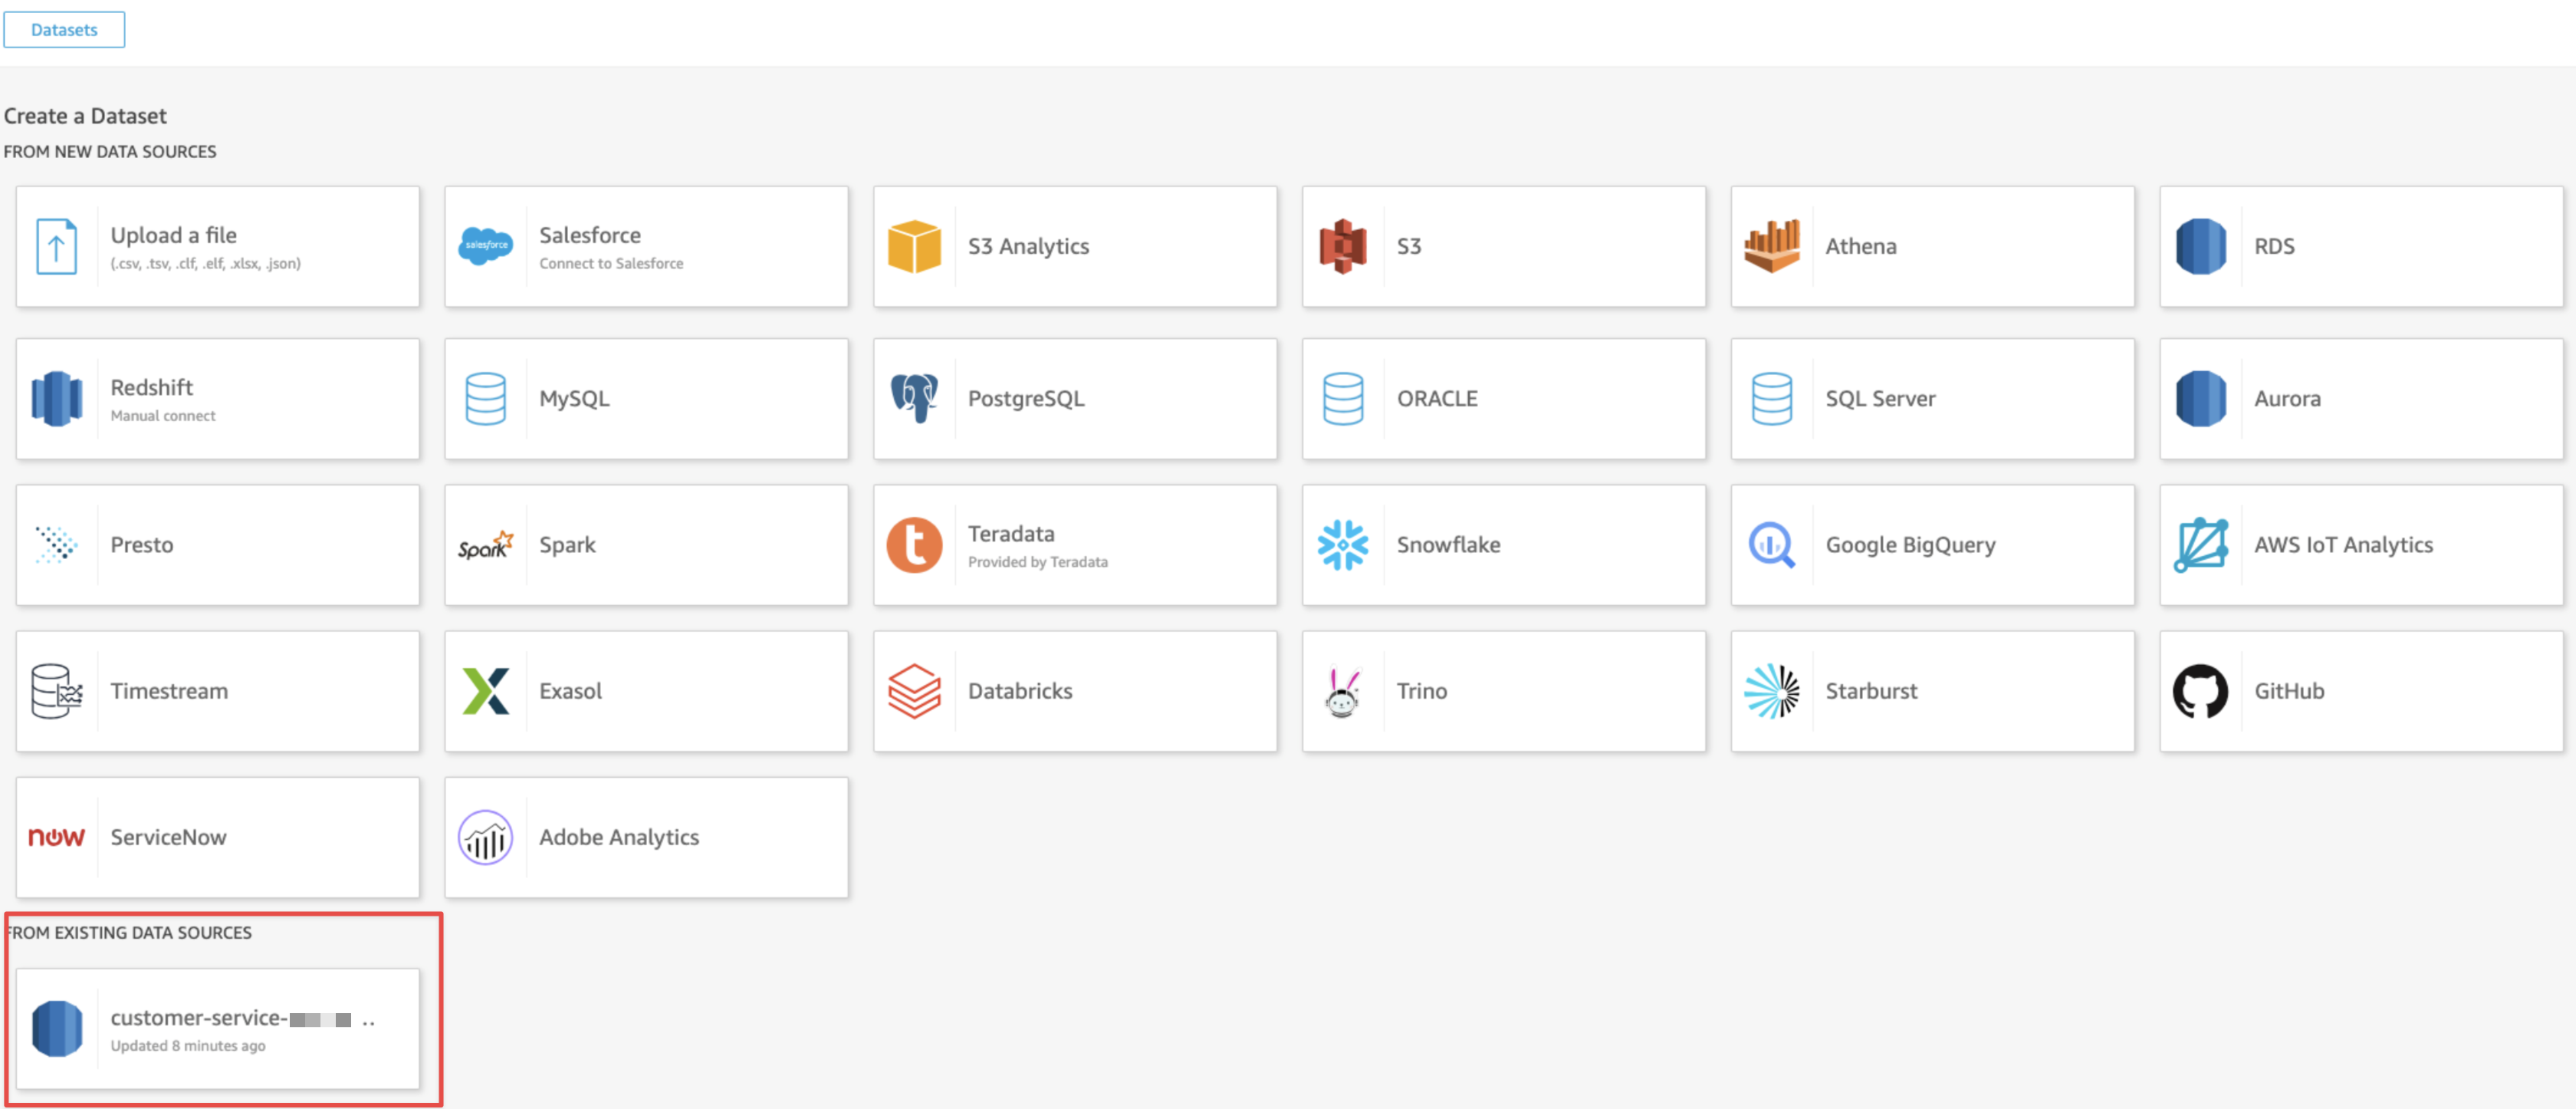 Datasets
Create a Dataset
FROM NEW DATA SOURCES
Upload a file
(.csv, .tsv, .clf, .elf, .xlsx, .json)
salesforce
Salesforce
Connect to Salesforce
S3 Analytics
S3
Athena
RDS
Redshift
Manual connect
MySQL
PostgreSQL
ORACLE
SQL Server
Aurora
Presto
Spark
Spark
t
Teradata
Provided by Teradata
Snowflake
Google BigQuery
AWS IoT Analytics
Timestream
Exasol
Databricks
Trino
Starburst
GitHub
now
ServiceNow
Adobe Analytics
FROM EXISTING DATA SOURCES
customer-service- ..
Updated 8 minutes ago